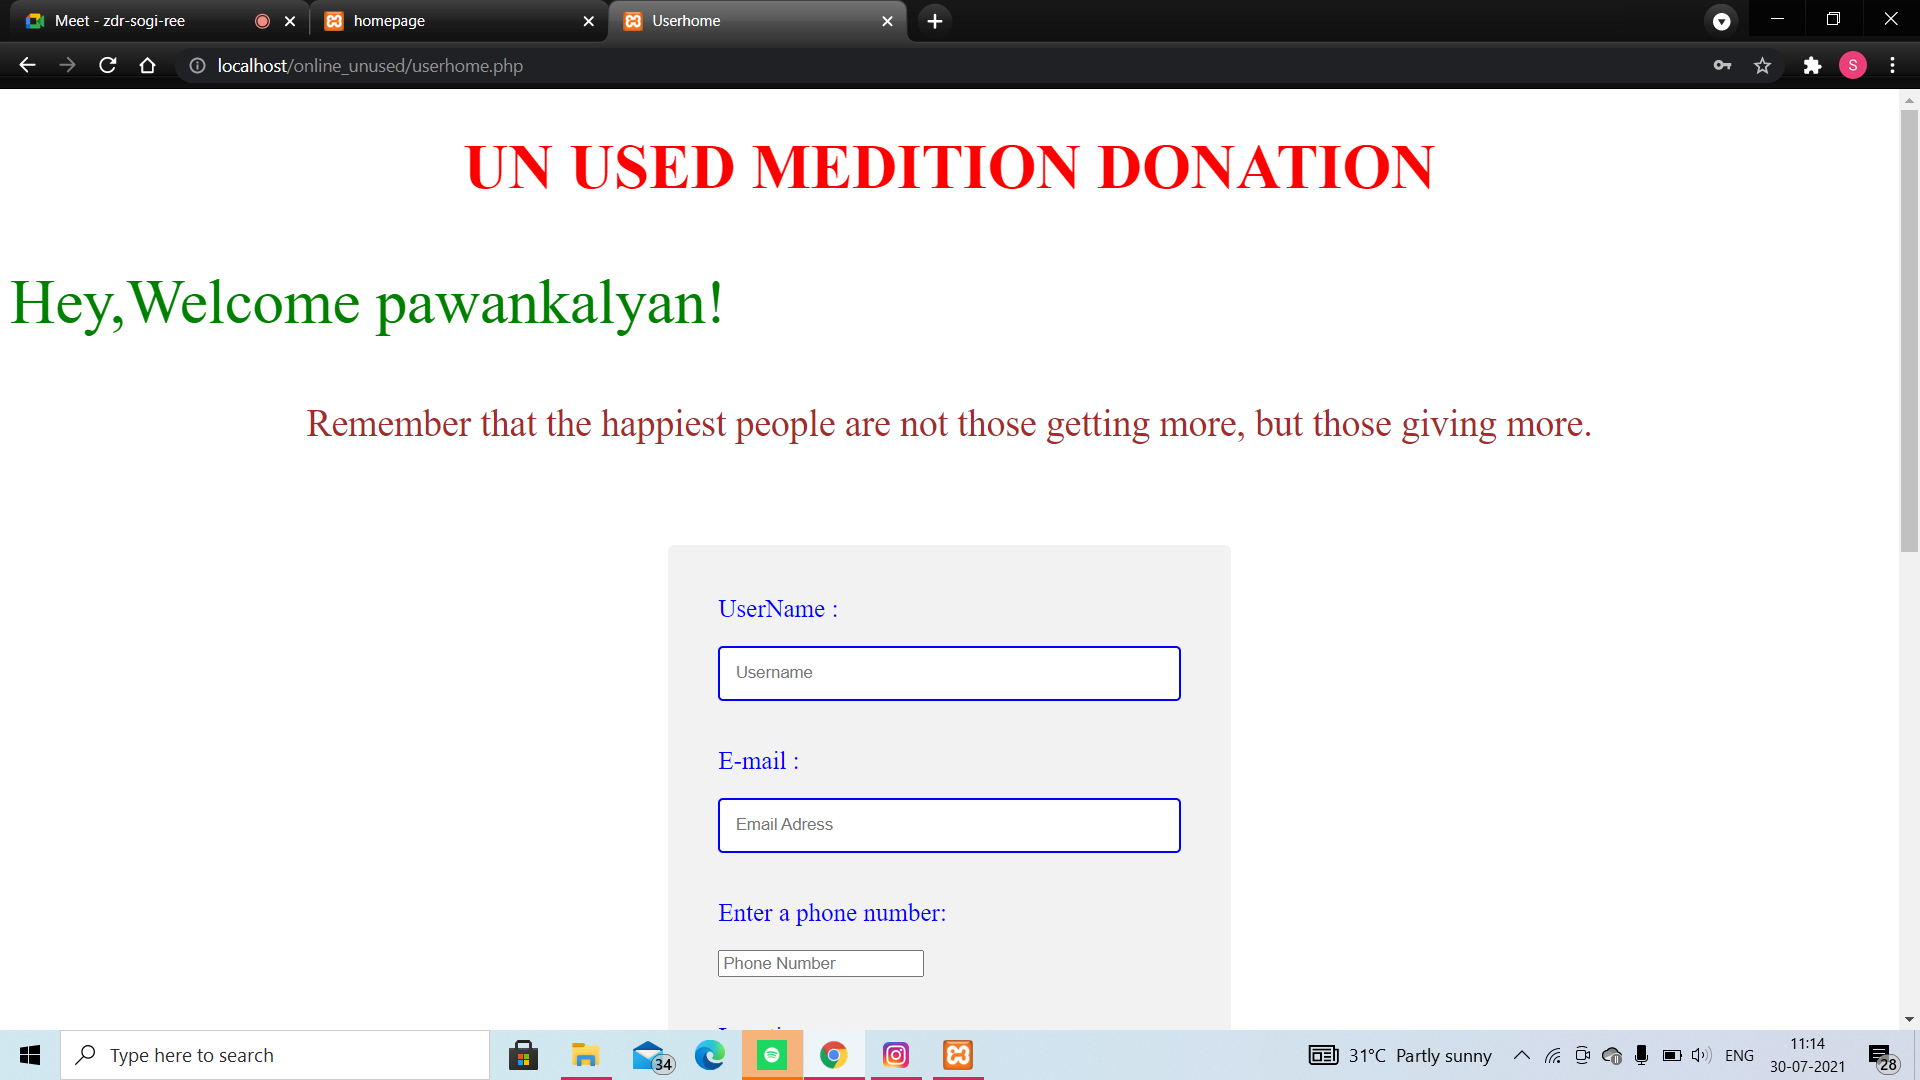 Meet - zdr-sogi-ree
homepage
Userhome
localhost/online_unused/userhome.php
S
UN USED MEDITION DONATION
Hey,Welcome pawankalyan!
Remember that the happiest people are not those getting more, but those giving more.
UserName :
Username
E-mail :
Email Adress
Enter a phone number:
Phone Number
Type here to search
34
31°C Partly sunny
ENG
11:14
30-07-2021
28